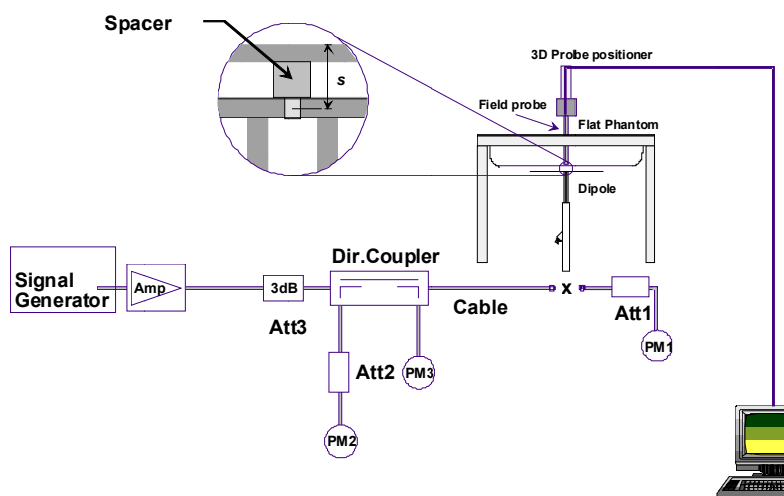 Spacer
s
3D Probe positioner
Field probe
Flat Phantom
Dipole
Signal
Generator
Amp
3dB
Att3
Dir.Coupler
Cable
x
Att1
PM1
Att2
PM3
PM2